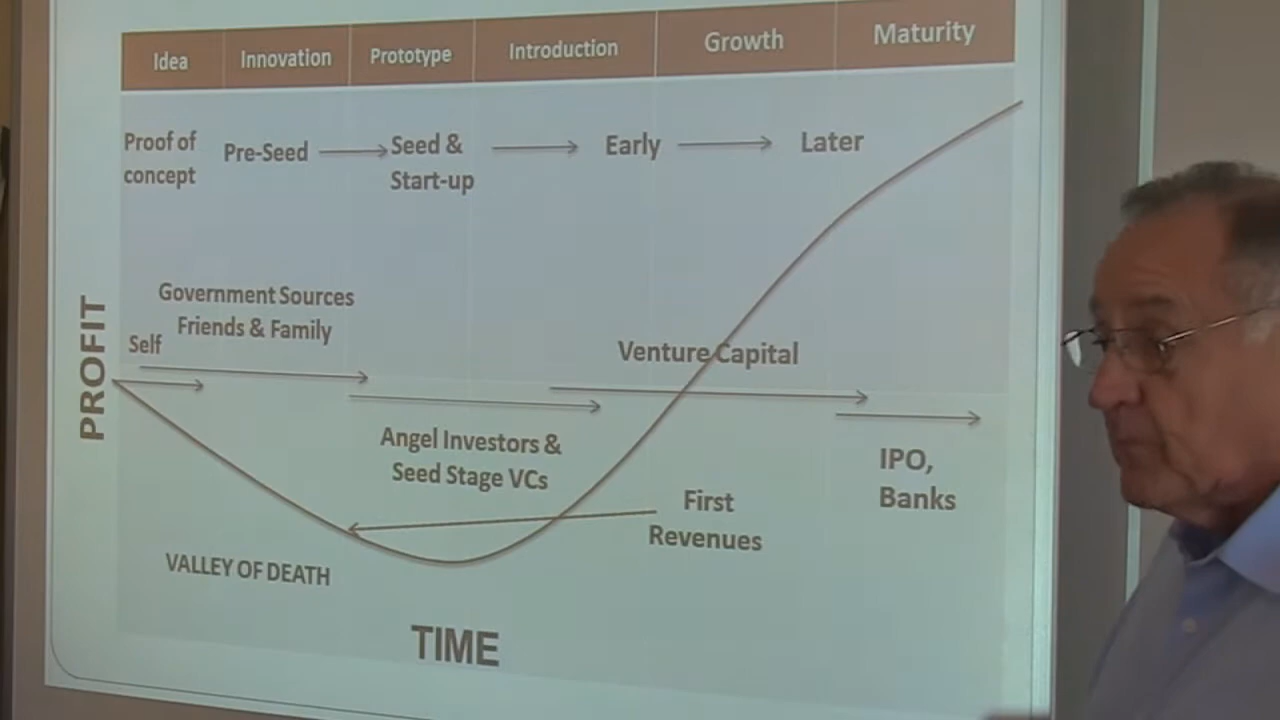 Idea Innovation Prototype Introduction Growth Maturity
Proof of
concept
Pre-Seed
Seed &
Start-up
Early
Later
Government Sources
Friends & Family
Self
PROFIT
Venture Capital
Angel Investors &
Seed Stage VCs
IPO,
Banks
First
Revenues
VALLEY OF DEATH
TIME